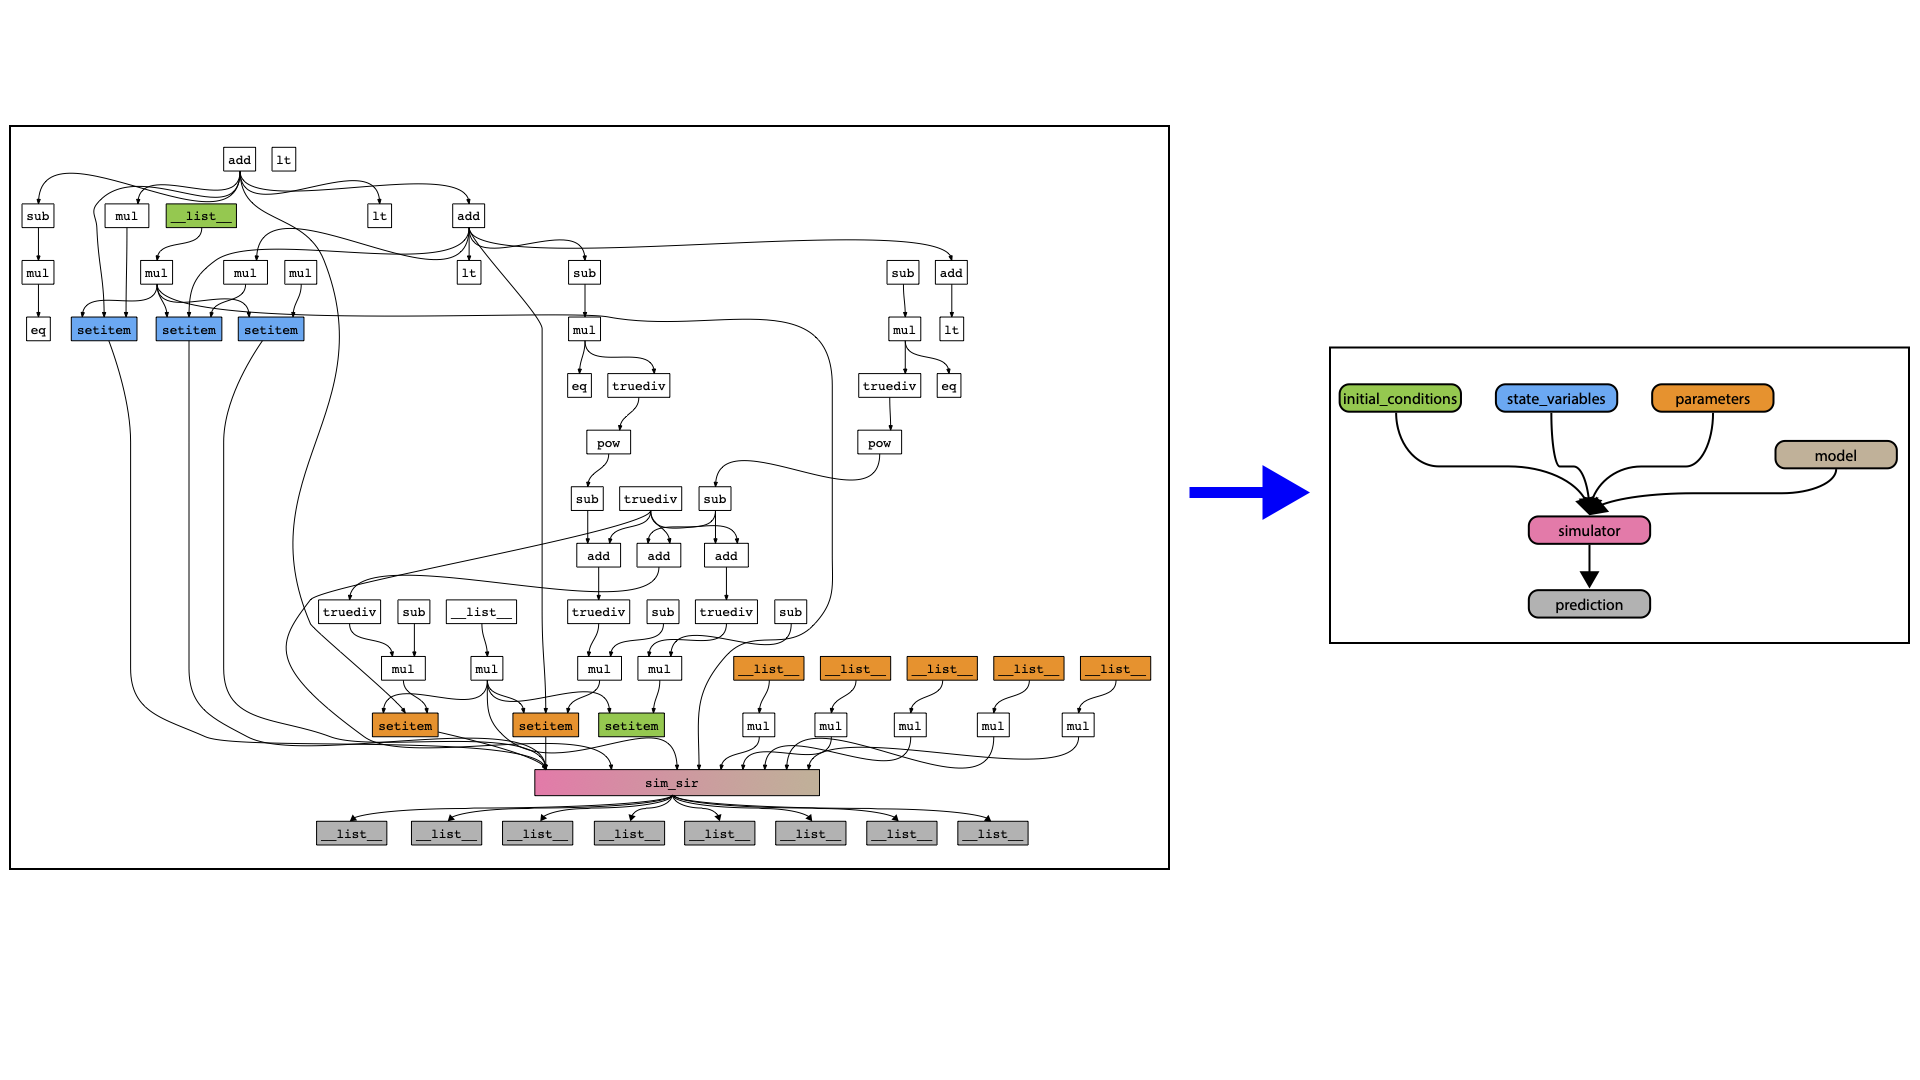 add lt
sub mul __list__ lt add
mul mul mul mul lt sub sub add
eq setitem setitem setitem mul mul lt
eq truediv truediv eq
pow pow
sub truediv sub
add add add
truediv sub __list__ truediv sub truediv sub
mul mul mul mul __list__ __list__ __list__ __list__ __list__
setitem setitem setitem mul mul mul mul mul
sim_sir
__list__ __list__ __list__ __list__ __list__ __list__ __list__ __list__
initial_conditions state_variables parameters
model
simulator
prediction